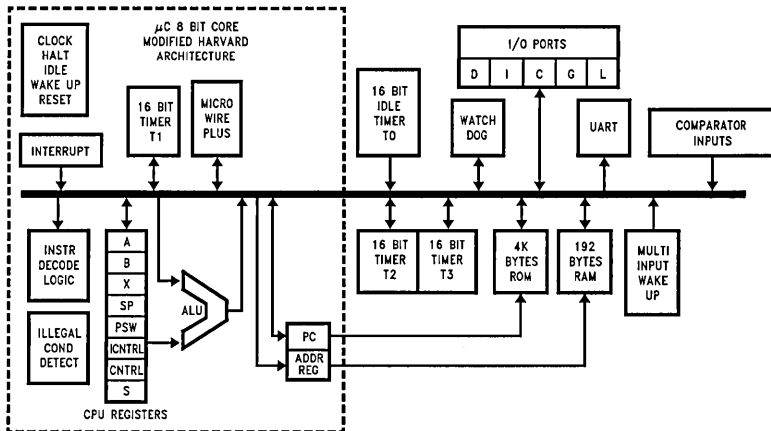 CLOCK
HALT
IDLE
WAKE UP
RESET
μC 8 BIT CORE
MODIFIED HARVARD
ARCHITECTURE
16 BIT
TIMER
T1
MICRO
WIRE
PLUS
INTERRUPT
I/O PORTS
D I C G L
16 BIT
IDLE
TIMER
T0
WATCH
DOG
UART
COMPARATOR
INPUTS
INSTR
DECODE
LOGIC
ILLEGAL
COND
DETECT
A
B
X
SP
PSW
ICNTRL
CNTRL
S
CPU REGISTERS
ALU
PC
ADDR
REG
16 BIT
TIMER
T2
16 BIT
TIMER
T3
4K
BYTES
ROM
192
BYTES
RAM
MULTI
INPUT
WAKE
UP